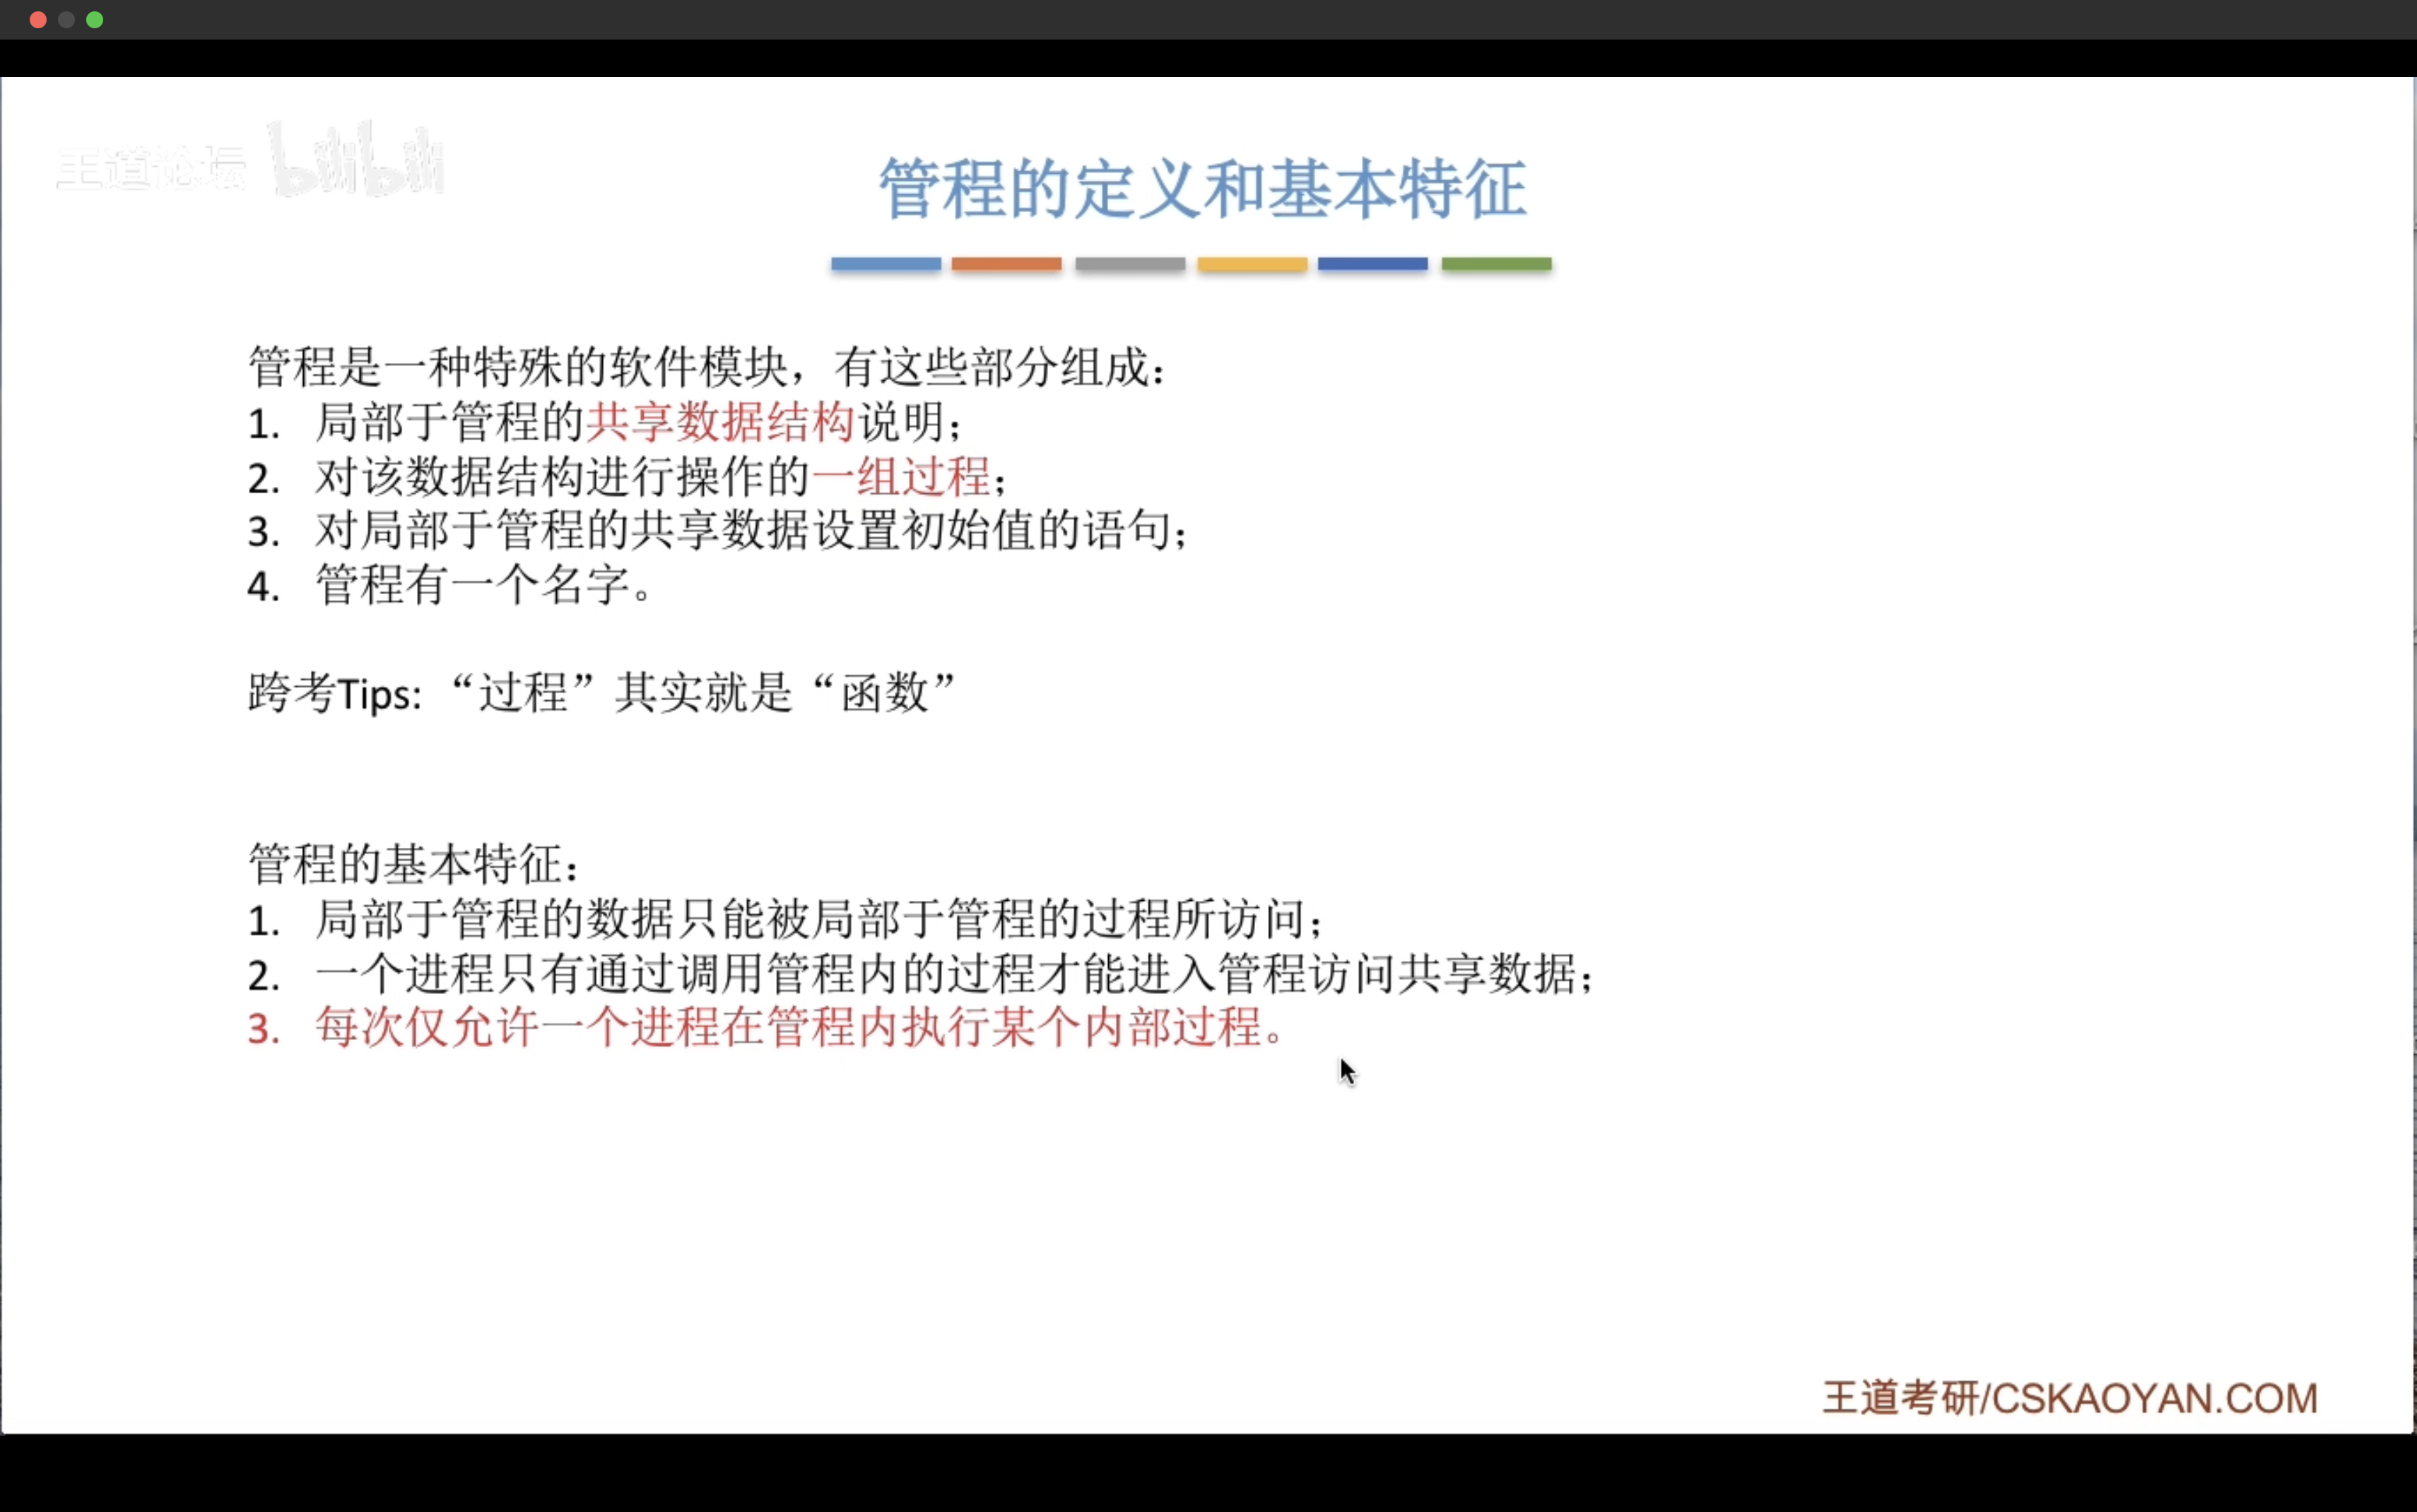 王道论坛 bilibili
管程的定义和基本特征
管程是一种特殊的软件模块，有这些部分组成：
1. 局部于管程的共享数据结构说明；
2. 对该数据结构进行操作的一组过程；
3. 对局部于管程的共享数据设置初始值的语句；
4. 管程有一个名字。
跨考Tips: “过程”其实就是“函数”
管程的基本特征：
1. 局部于管程的数据只能被局部于管程的过程所访问；
2. 一个进程只有通过调用管程内的过程才能进入管程访问共享数据；
3. 每次仅允许一个进程在管程内执行某个内部过程。
王道考研/CSKAOYAN.COM